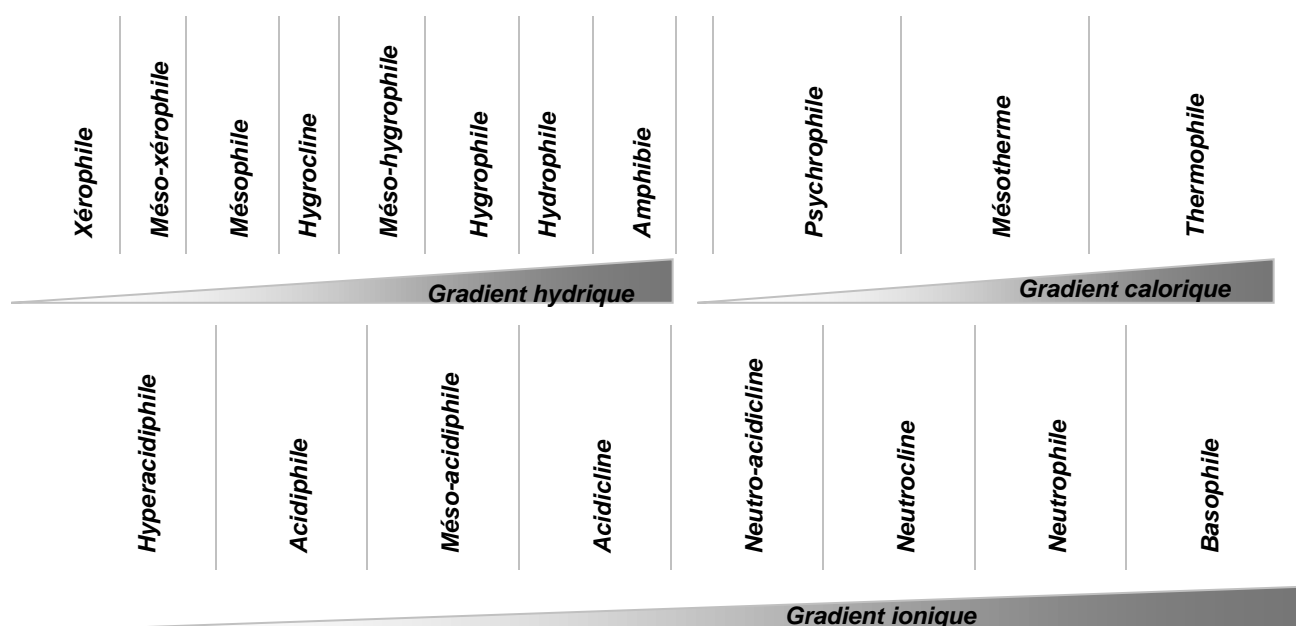 Xérophile
Méso-xérophile
Mésophile
Hygrocline
Méso-hygrophile
Hygrophile
Hydrophile
Amphibie
Gradient hydrique
Psychrophile
Mésotherme
Thermophile
Gradient calorique
Hyperacidiphile
Acidiphile
Méso-acidiphile
Acidicline
Neutro-acidicline
Neutrocline
Neutrophile
Basophile
Gradient ionique